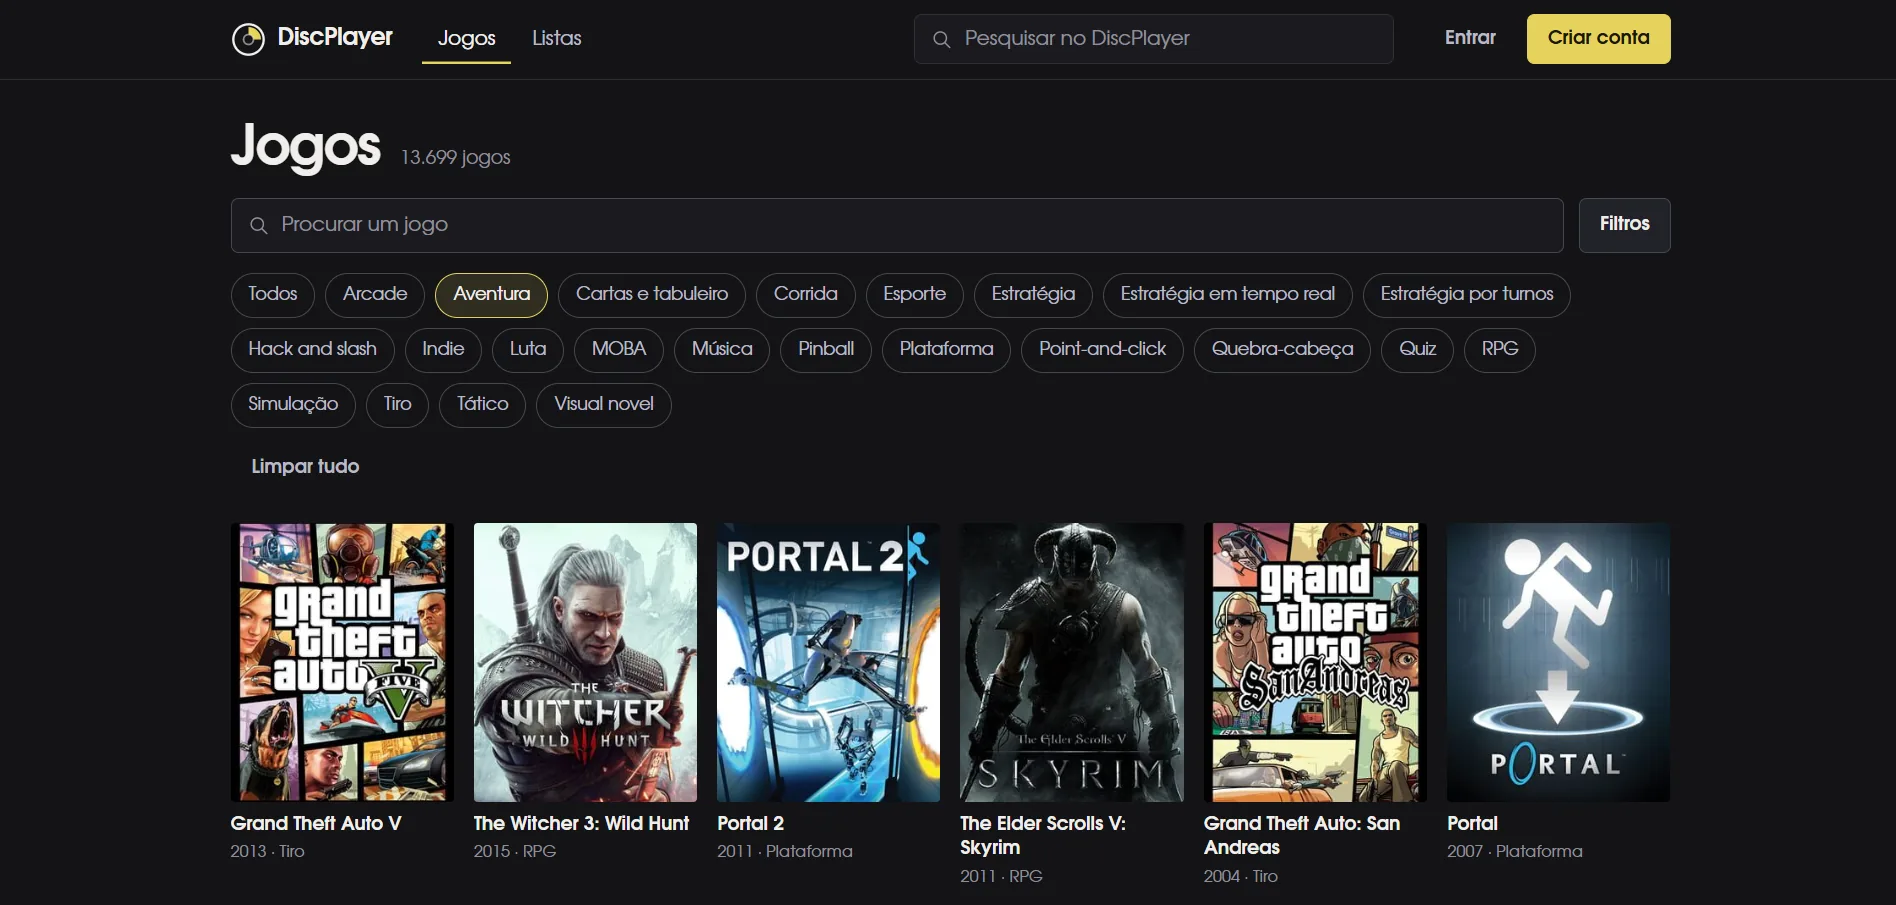 DiscPlayer
Jogos
Listas
Pesquisar no DiscPlayer
Entrar
Criar conta
Jogos
13.699 jogos
Procurar um jogo
Filtros
Todos
Arcade
Aventura
Cartas e tabuleiro
Corrida
Esporte
Estratégia
Estratégia em tempo real
Estratégia por turnos
Hack and slash
Indie
Luta
MOBA
Música
Pinball
Plataforma
Point-and-click
Quebra-cabeça
Quiz
RPG
Simulação
Tiro
Tático
Visual novel
Limpar tudo
grand
theft
auto
FIVE
THE
WITCHER
WILD HUNT
PORTAL 2
The Elder Scrolls V
SKYRIM
grand
theft
auto
San Andreas
PORTAL
Grand Theft Auto V
2013 · Tiro
The Witcher 3: Wild Hunt
2015 · RPG
Portal 2
2011 · Plataforma
The Elder Scrolls V:
Skyrim
2011 · RPG
Grand Theft Auto: San
Andreas
2004 · Tiro
Portal
2007 · Plataforma